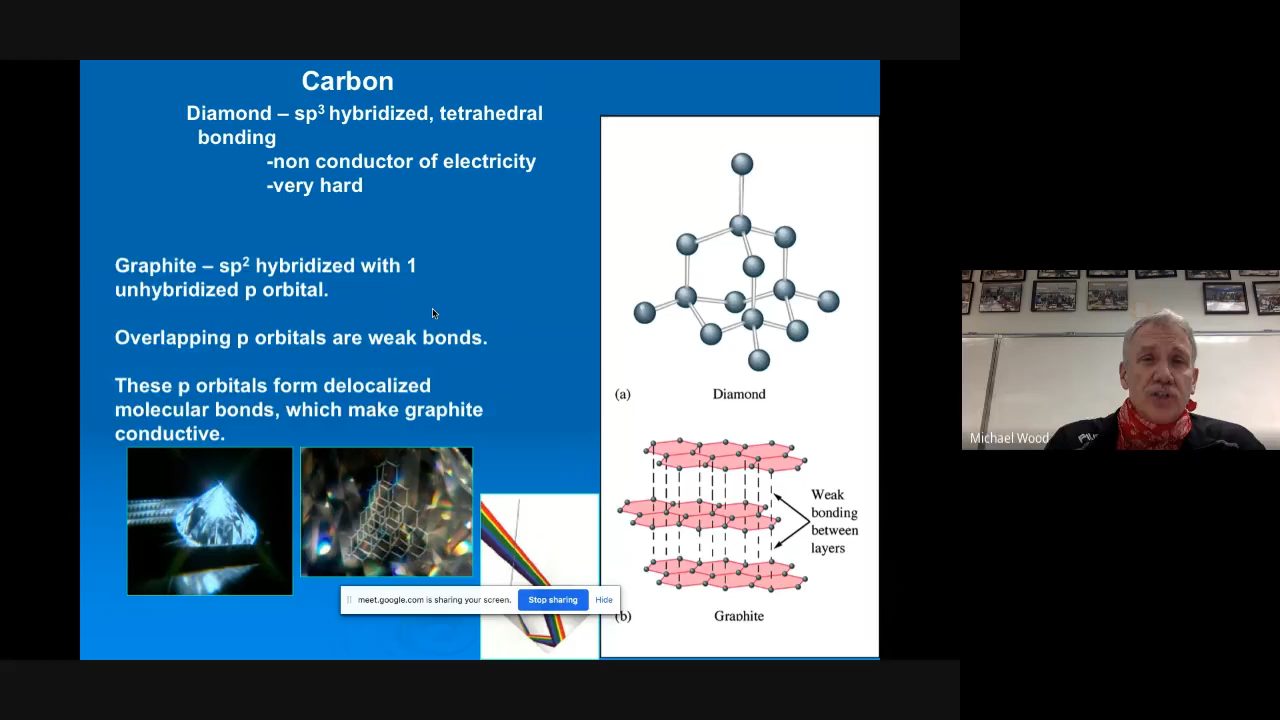 Carbon
Diamond – sp³ hybridized, tetrahedral
bonding
-non conductor of electricity
-very hard
Graphite – sp² hybridized with 1
unhybridized p orbital.
Overlapping p orbitals are weak bonds.
These p orbitals form delocalized
molecular bonds, which make graphite
conductive.
(a) Diamond
Weak
bonding
between
layers
(b) Graphite
meet.google.com is sharing your screen. Stop sharing Hide
Michael Wood